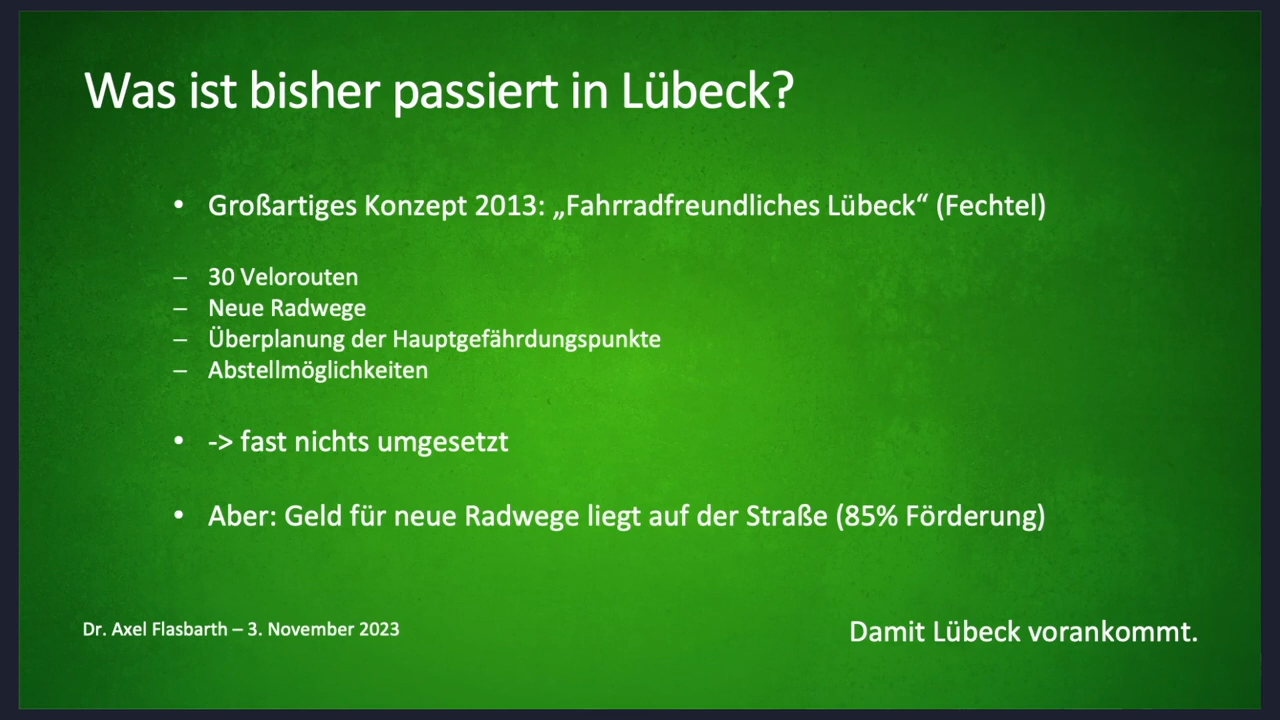 Was ist bisher passiert in Lübeck?
• Großartiges Konzept 2013: „Fahrradfreundliches Lübeck“ (Fechtel)
– 30 Velorouten
– Neue Radwege
– Überplanung der Hauptgefährdungspunkte
– Abstellmöglichkeiten
• -> fast nichts umgesetzt
• Aber: Geld für neue Radwege liegt auf der Straße (85% Förderung)
Dr. Axel Flasbarth – 3. November 2023
Damit Lübeck vorankommt.